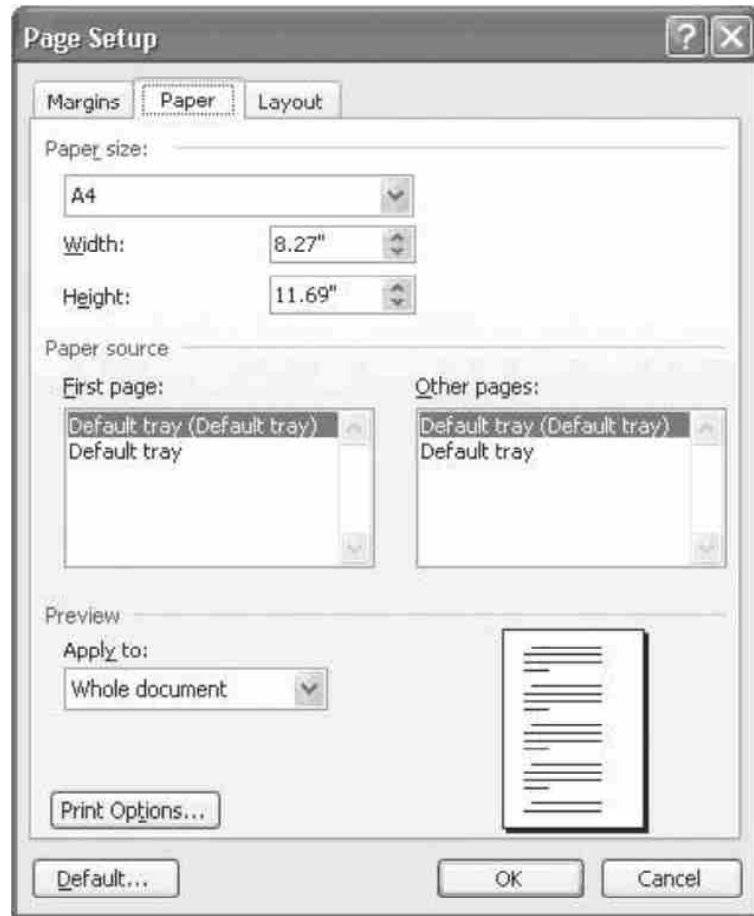 Page Setup
Margins Paper Layout
Paper size:
A4
Width: 8.27"
Height: 11.69"
Paper source
First page: Other pages:
Default tray (Default tray) Default tray (Default tray)
Default tray Default tray
Preview
Apply to:
Whole document
Print Options...
Default... OK Cancel